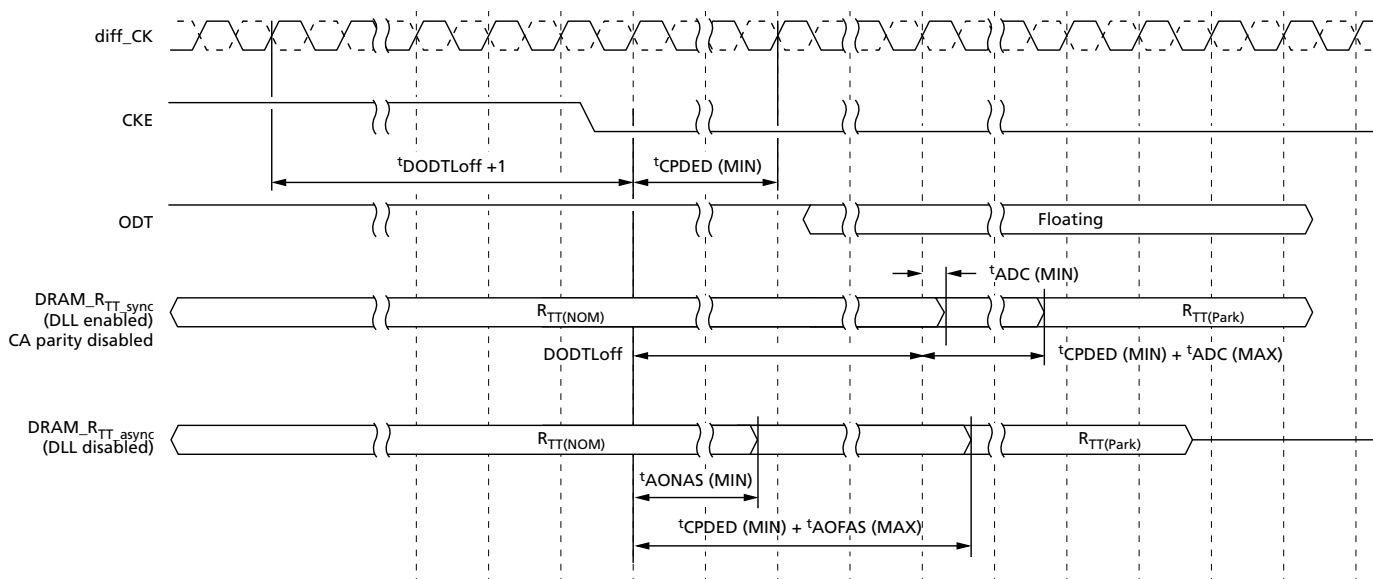 diff_CK
CKE
tDODTLoff +1
tCPDED (MIN)
ODT
Floating
tADC (MIN)
DRAM_RTT_sync
(DLL enabled)
CA parity disabled
RTT(NOM)
RTT(Park)
DODTLoff
tCPDED (MIN) + tADC (MAX)
DRAM_RTT_async
(DLL disabled)
RTT(NOM)
RTT(Park)
tAONAS (MIN)
tCPDED (MIN) + tAOFAS (MAX)